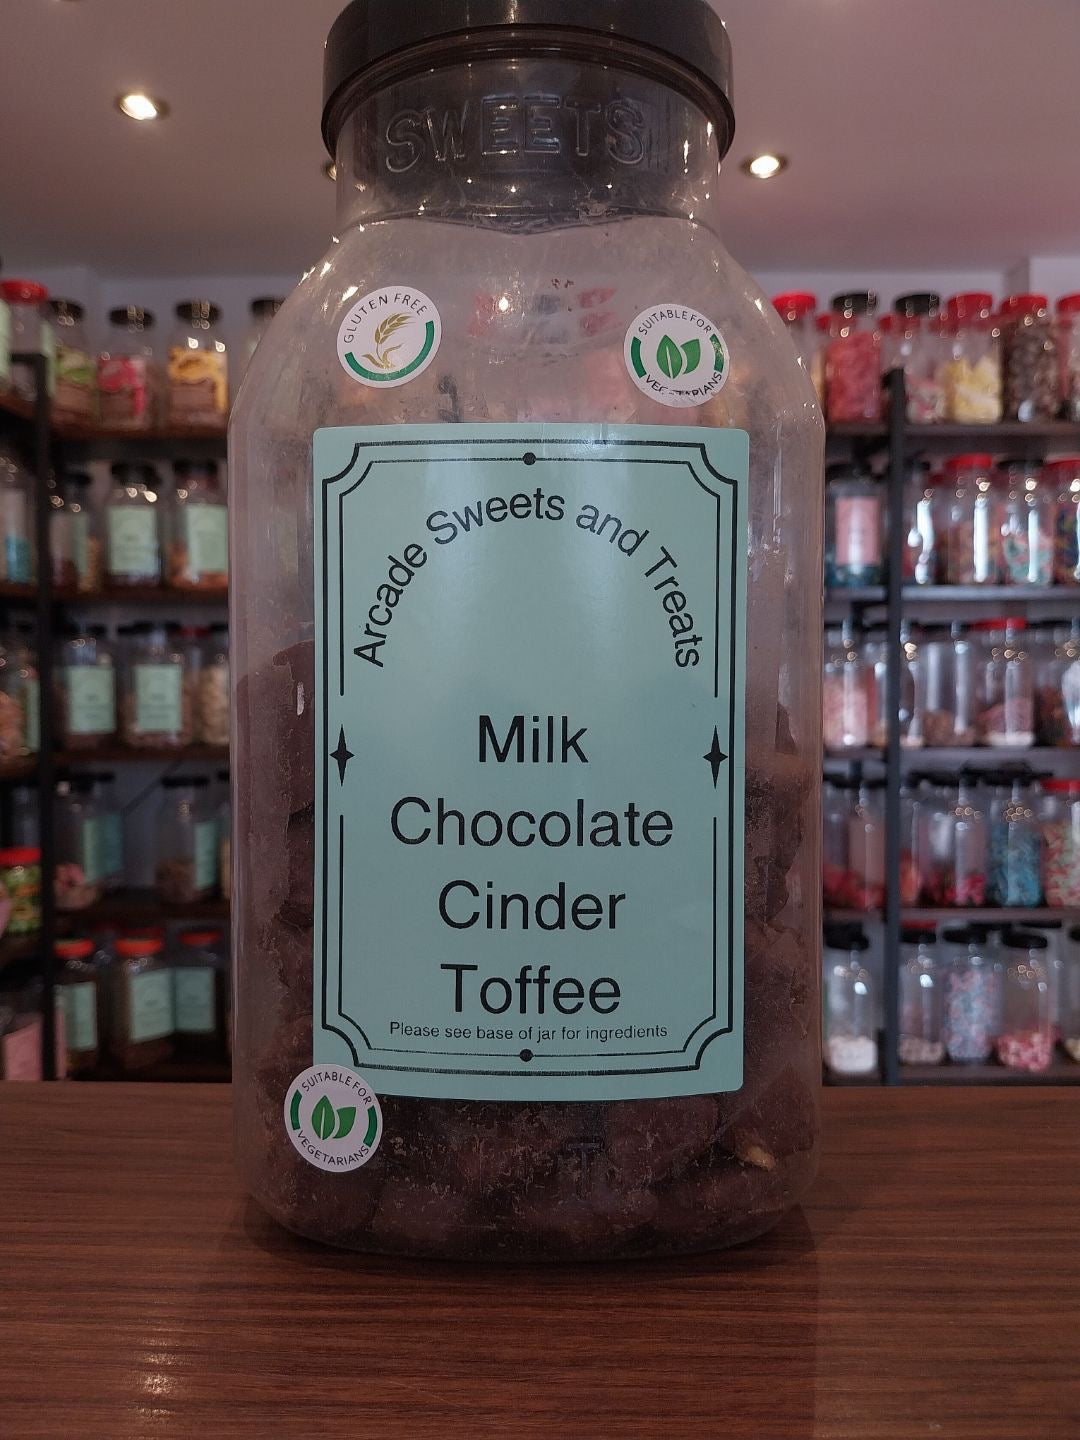 SWEETS
GLUTEN FREE
SUITABLE FOR
VEGETARIANS
Arcade Sweets and Treats
Milk
Chocolate
Cinder
Toffee
Please see base of jar for ingredients
SUITABLE FOR
VEGETARIANS